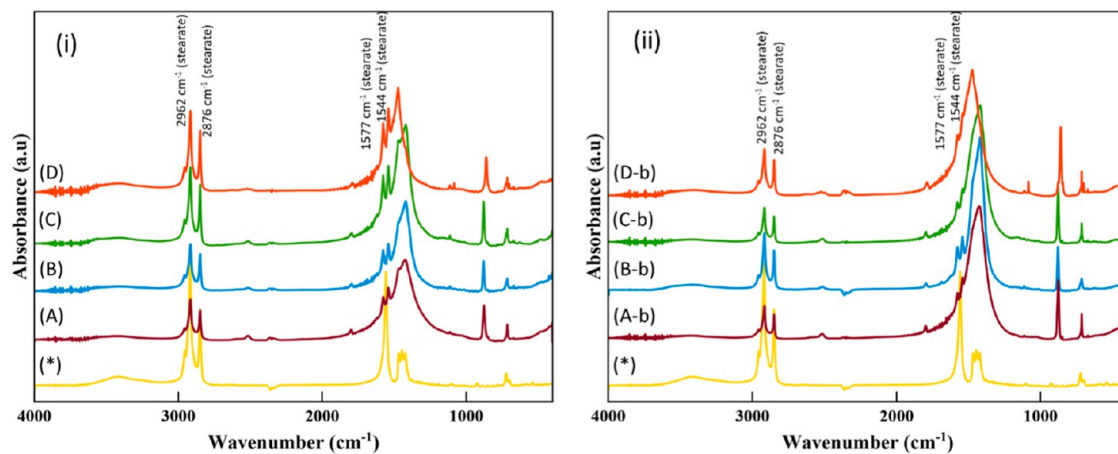 (i)
2962 cm⁻¹ (stearate)
2876 cm⁻¹ (stearate)
1577 cm⁻¹ (stearate)
1544 cm⁻¹ (stearate)
Absorbance (a.u)
(D)
(C)
(B)
(A)
(*)
4000 3000 2000 1000
Wavenumber (cm⁻¹)
(ii)
2962 cm⁻¹ (stearate)
2876 cm⁻¹ (stearate)
1577 cm⁻¹ (stearate)
1544 cm⁻¹ (stearate)
Absorbance (a.u)
(D-b)
(C-b)
(B-b)
(A-b)
(*)
4000 3000 2000 1000
Wavenumber (cm⁻¹)